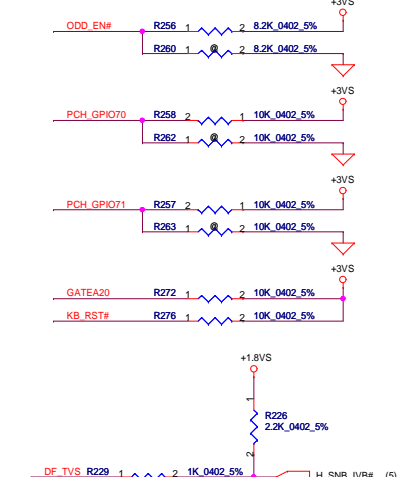 +3VS
ODD_EN# R256 1 2 8.2K_0402_5%
R260 1 @ 2 8.2K_0402_5%
+3VS
PCH_GPIO70 R258 2 1 10K_0402_5%
R262 1 @ 2 10K_0402_5%
+3VS
PCH_GPIO71 R257 2 1 10K_0402_5%
R263 1 @ 2 10K_0402_5%
+3VS
GATEA20 R272 1 2 10K_0402_5%
KB_RST# R276 1 2 10K_0402_5%
+1.8VS
1
R226
2.2K_0402_5%
2
DF_TVS R229 1 2 1K_0402_5% H_SNB_IVB# (5)